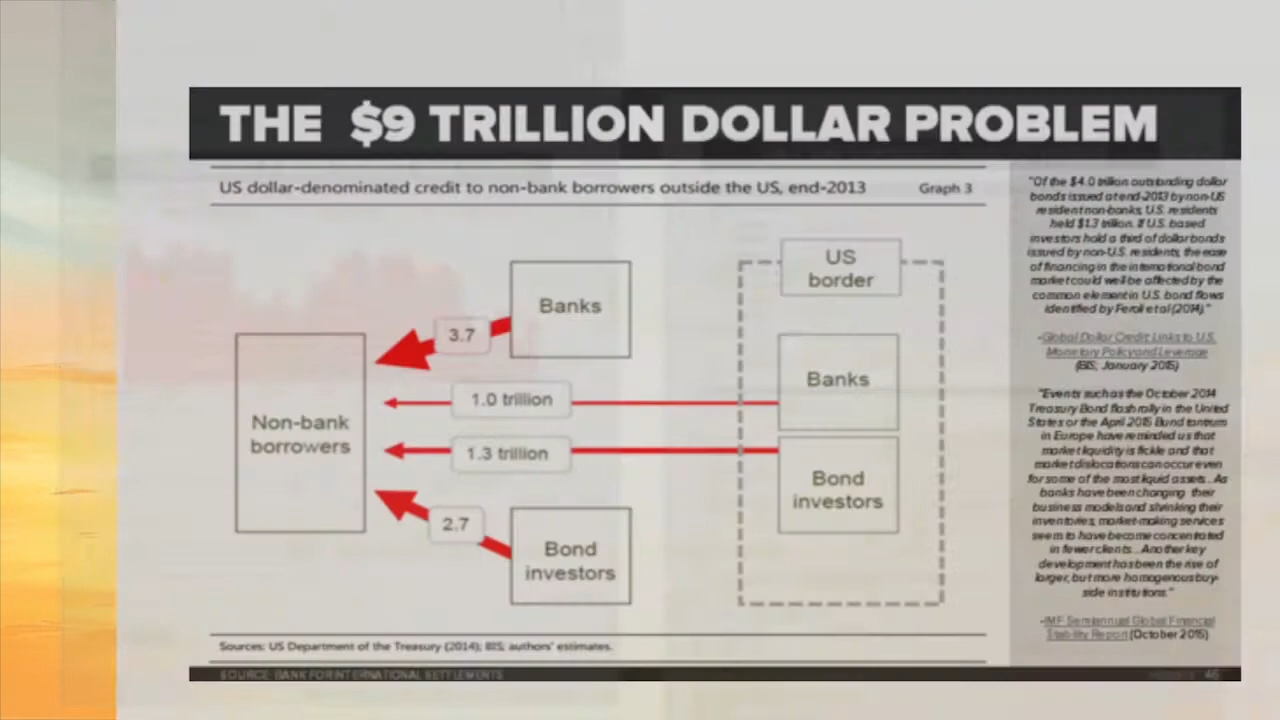 THE $9 TRILLION DOLLAR PROBLEM
US dollar-denominated credit to non-bank borrowers outside the US, end-2013
Graph 3
US
border
Banks
3.7
Banks
1.0 trillion
Non-bank
borrowers
1.3 trillion
Bond
investors
2.7
Bond
investors
Sources: US Department of the Treasury (2014); BIS; authors' estimates.
"Of the $4.0 trillion outstanding dollar
bonds issued at end-2013 by non-US
resident non-banks, U.S. residents
held $1.3 trillion. If U.S. based
investors hold a third of dollar bonds
issued by non-U.S. residents, the ease
of financing in the international bond
market could well be affected by the
common element in U.S. bond flows
identified by Feroli et al (2014)."
-Global Dollar Credit Links to U.S.
Monetary Policy and Leverage
(BIS; January 2015)
"Events such as the October 2014
Treasury Bond flash rally in the United
States or the April 2015 Bund tantrum
in Europe have reminded us that
market liquidity is fickle and that
market dislocations can occur even
for some of the most liquid assets...As
banks have been changing their
business models and shrinking their
inventories, market-making services
seem to have become concentrated
in fewer clients...Another key
development has been the rise of
larger, but more homogenous buy-
side institutions."
-IMF Semiannual Global Financial
Stability Report (October 2015)
SOURCE: BANK FOR INTERNATIONAL SETTLEMENTS
46